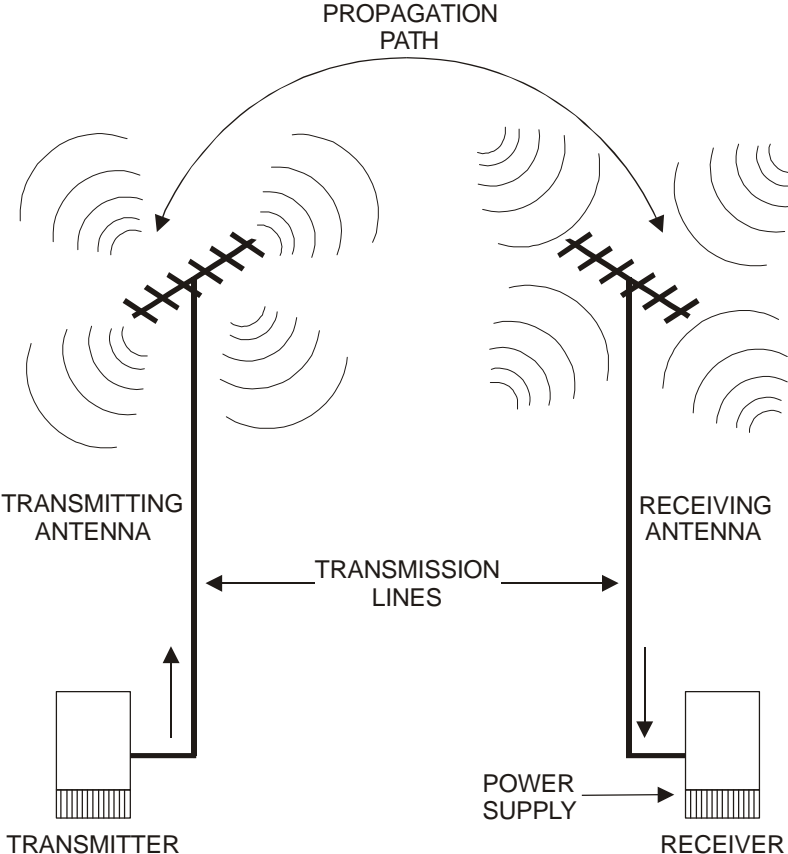 PROPAGATION
PATH
TRANSMITTING
ANTENNA
RECEIVING
ANTENNA
TRANSMISSION
LINES
POWER
SUPPLY
TRANSMITTER
RECEIVER